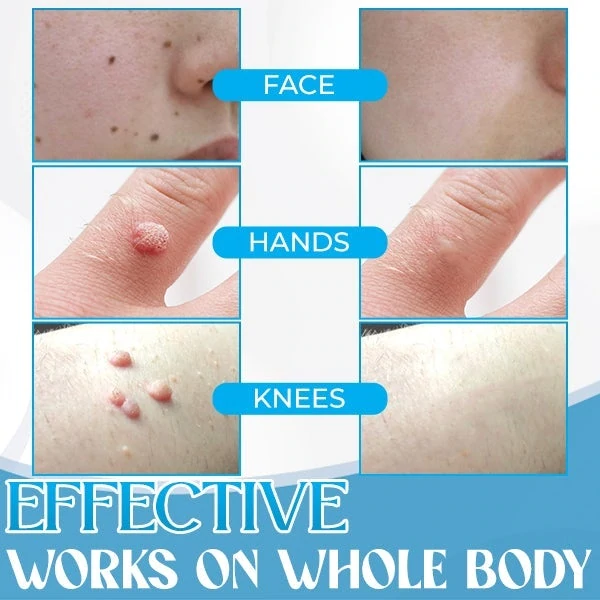 FACE
HANDS
KNEES
EFFECTIVE
WORKS ON WHOLE BODY